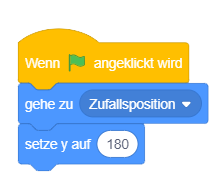 Wenn angeklickt wird
gehe zu Zufallsposition
setze y auf 180